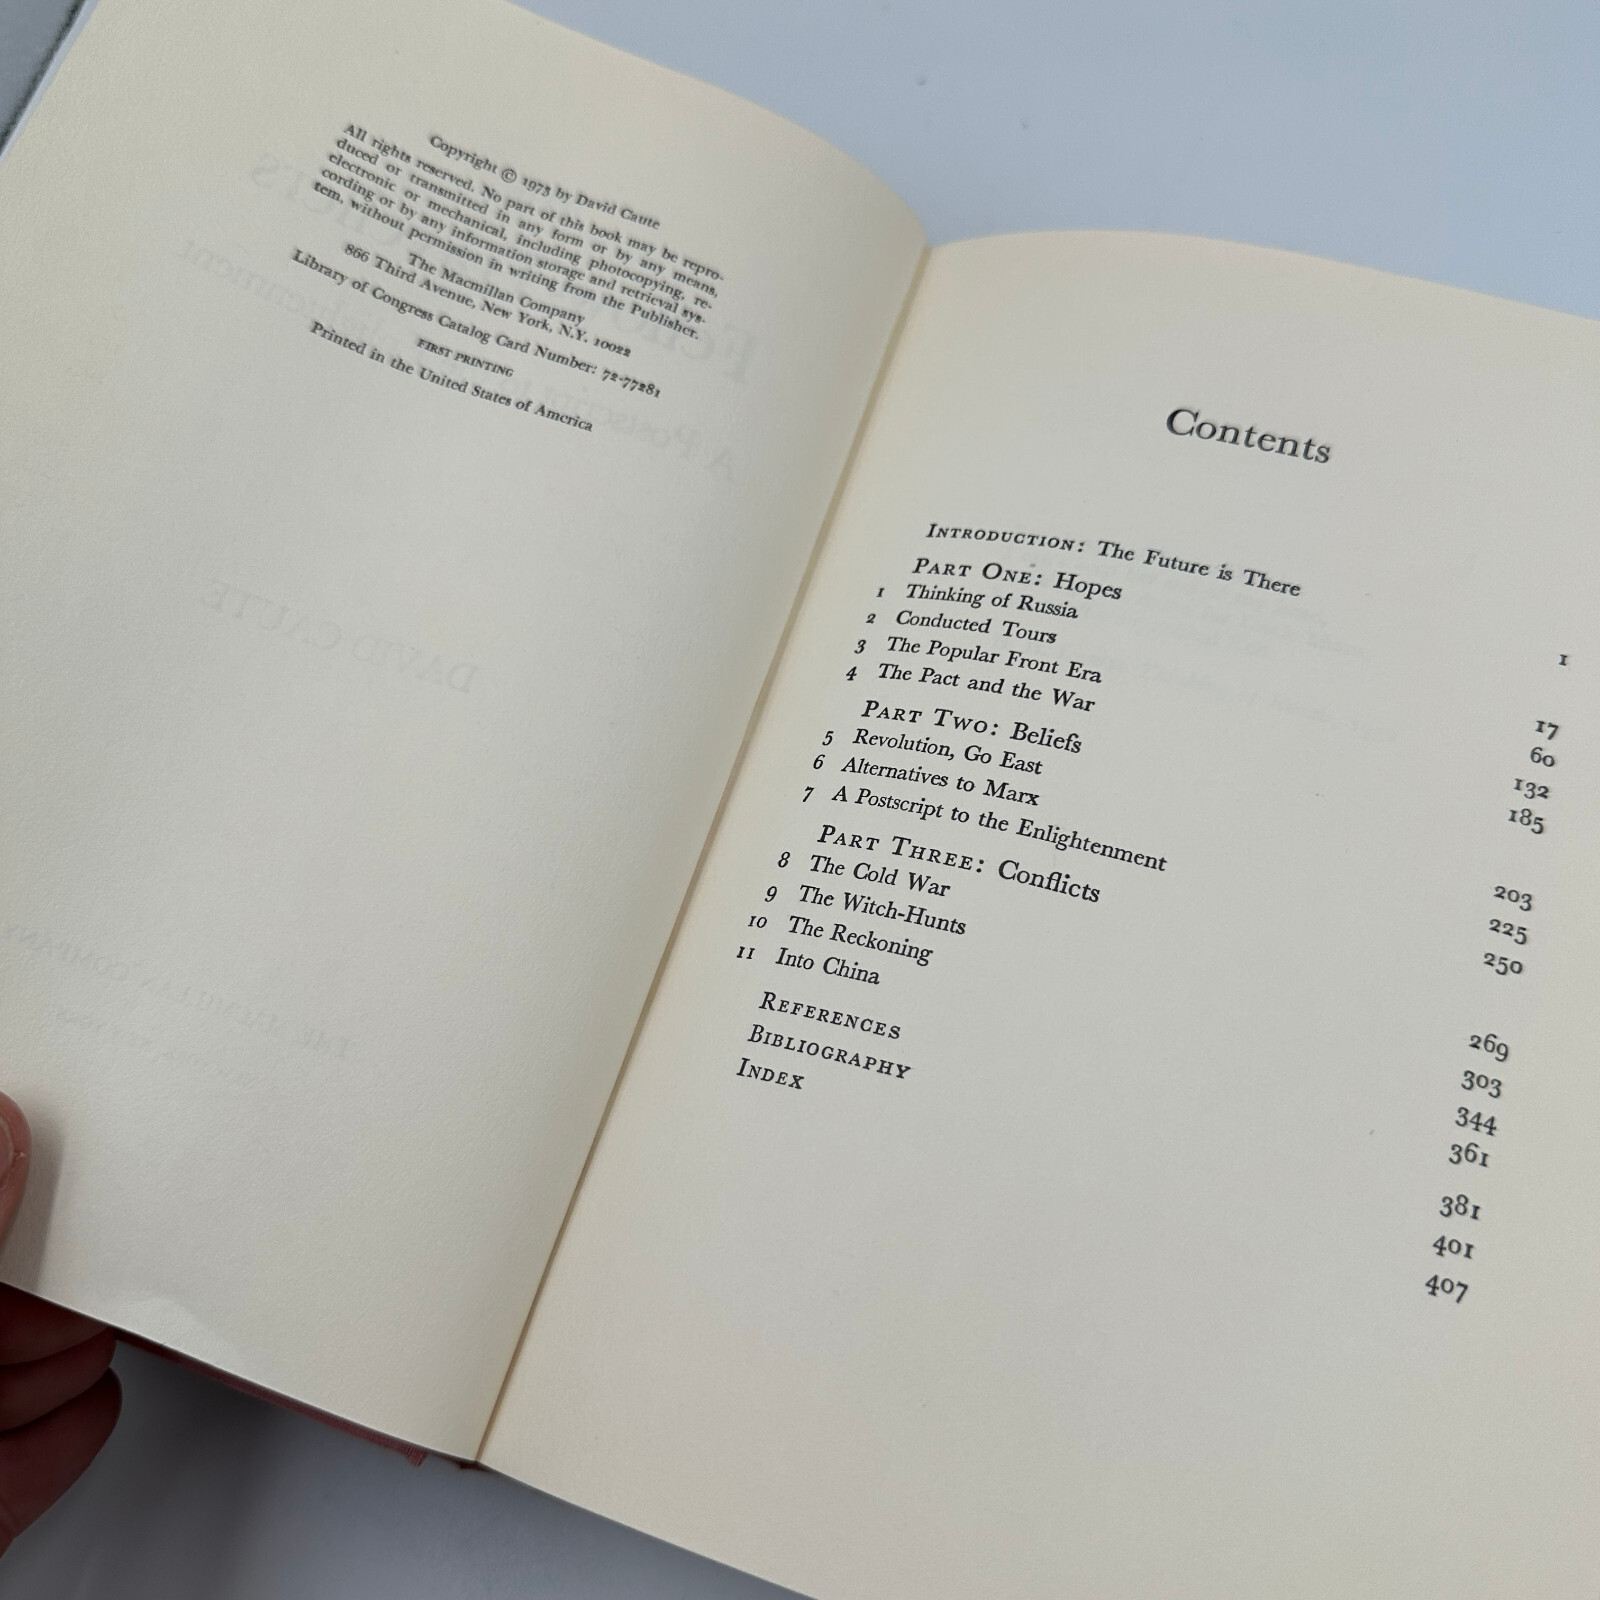 Copyright © 1973 by David Caute
All rights reserved. No part of this book may be repro-
duced or transmitted in any form or by any means,
electronic or mechanical, including photocopying, re-
cording or by any information storage and retrieval sys-
tem, without permission in writing from the Publisher.
The Macmillan Company
866 Third Avenue, New York, N.Y. 10022
Library of Congress Catalog Card Number: 72-77281
FIRST PRINTING
Printed in the United States of America
DAVID CAUTE
Contents
INTRODUCTION: The Future is There 1
PART ONE: Hopes
1 Thinking of Russia 17
2 Conducted Tours 60
3 The Popular Front Era 132
4 The Pact and the War 185
PART TWO: Beliefs
5 Revolution, Go East 203
6 Alternatives to Marx 225
7 A Postscript to the Enlightenment 250
PART THREE: Conflicts
8 The Cold War 269
9 The Witch-Hunts 303
10 The Reckoning 344
11 Into China 361
REFERENCES 381
BIBLIOGRAPHY 401
INDEX 407